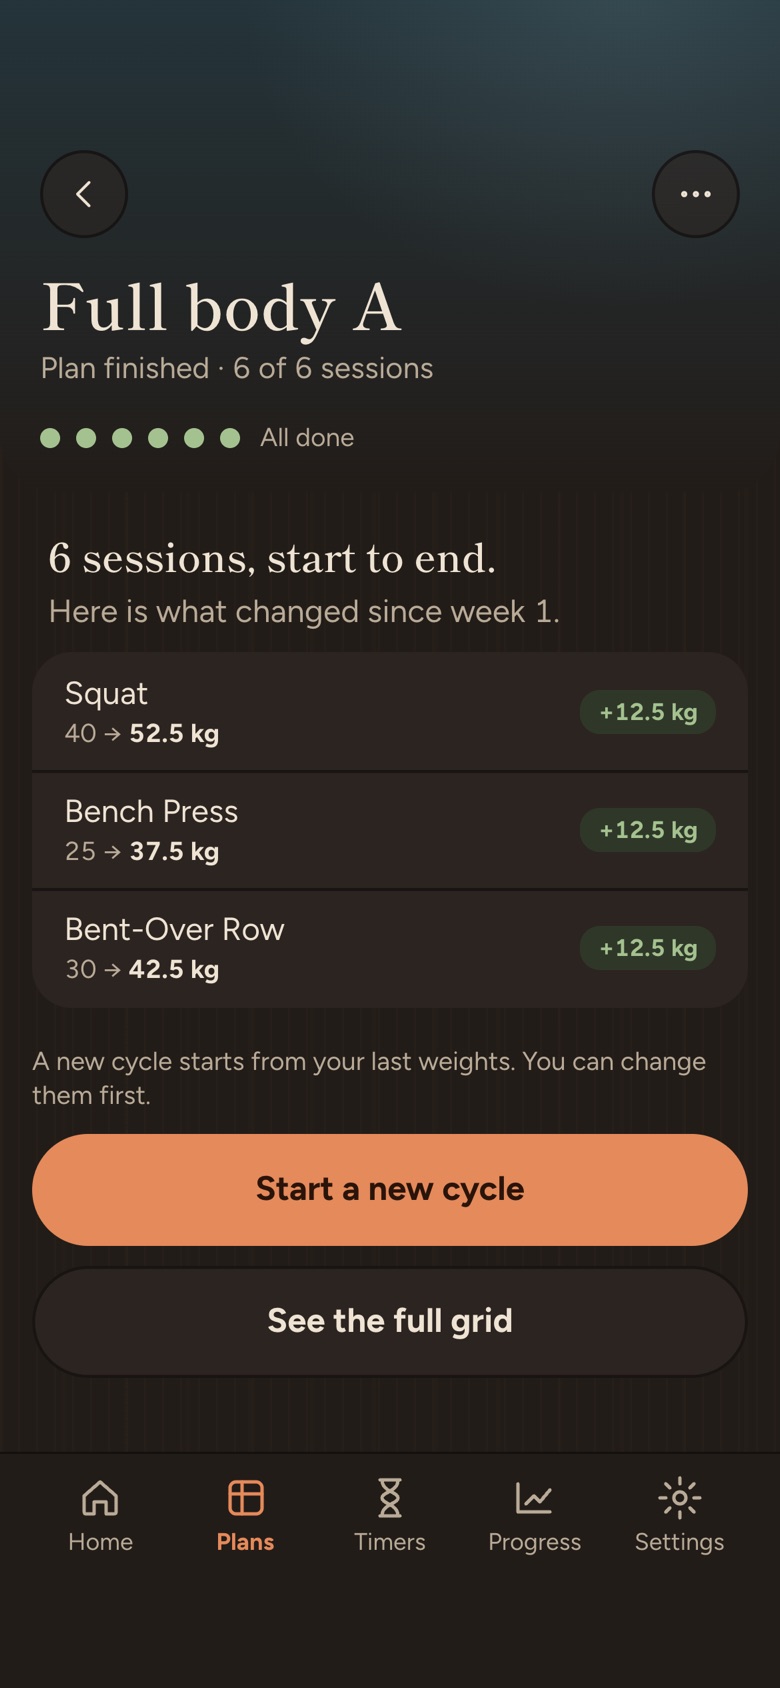 Full body A
Plan finished · 6 of 6 sessions
All done
6 sessions, start to end.
Here is what changed since week 1.
Squat
40 → 52.5 kg
+12.5 kg
Bench Press
25 → 37.5 kg
+12.5 kg
Bent-Over Row
30 → 42.5 kg
+12.5 kg
A new cycle starts from your last weights. You can change
them first.
Start a new cycle
See the full grid
Home
Plans
Timers
Progress
Settings